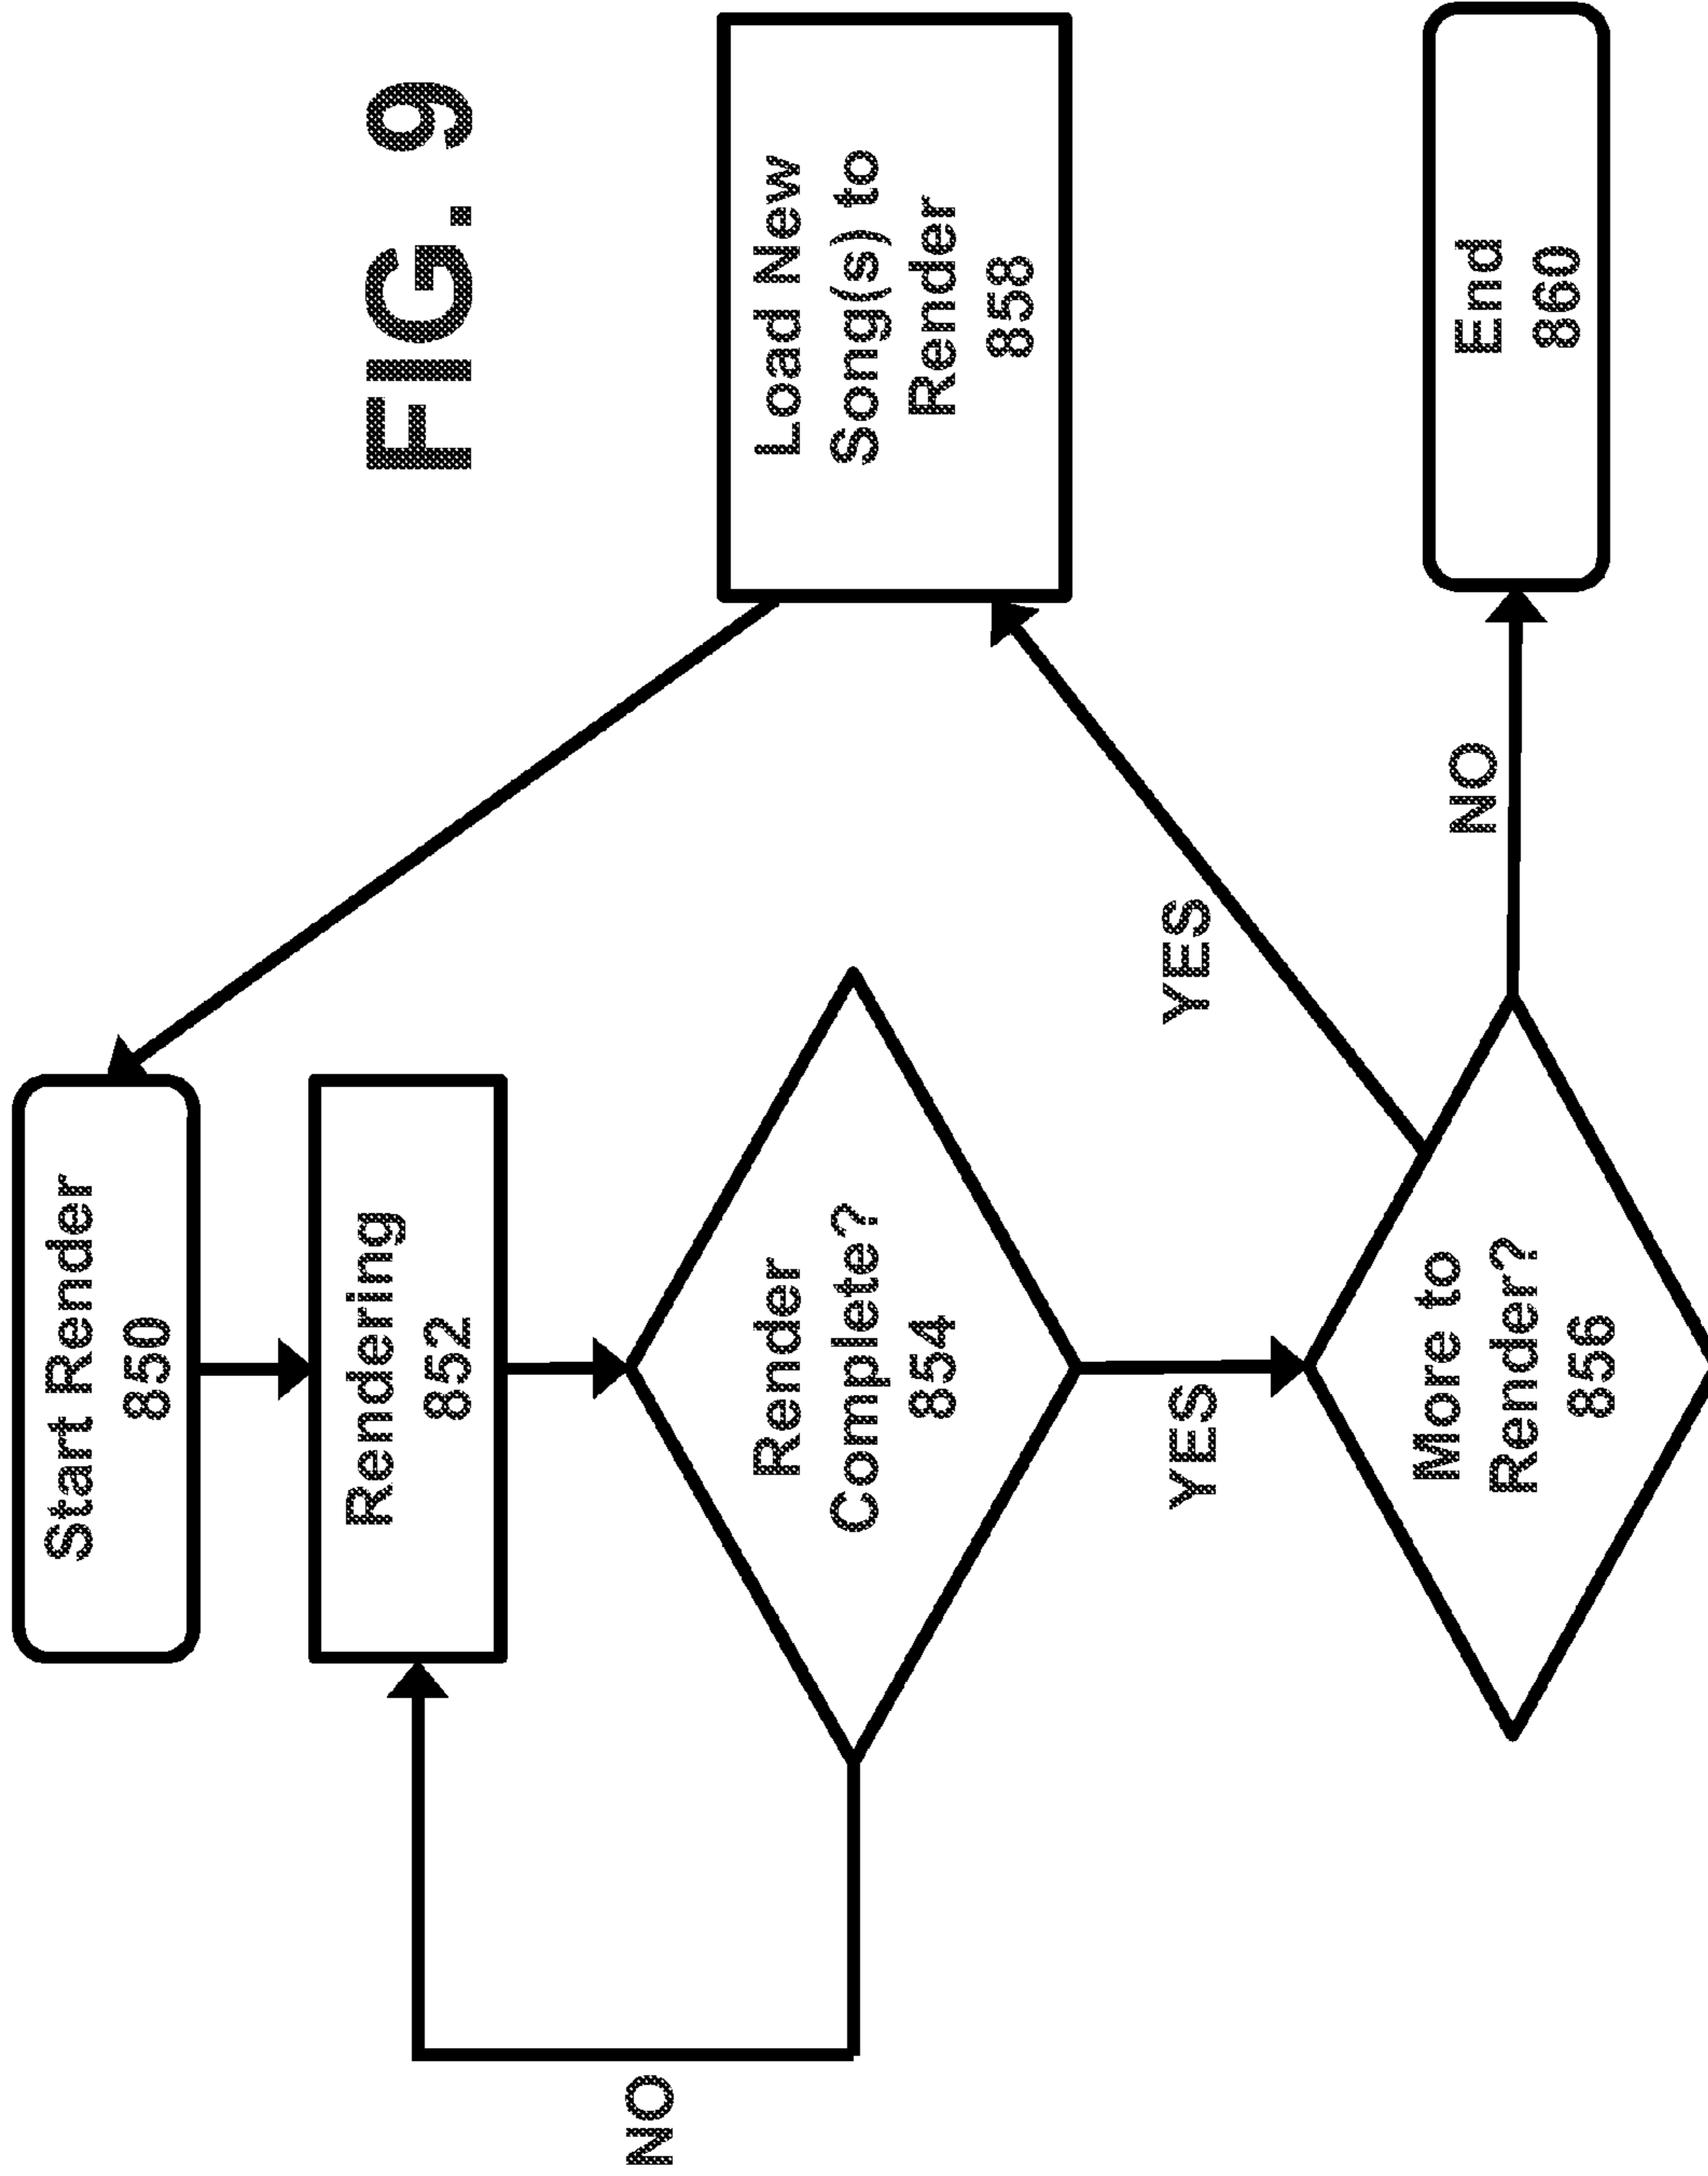 FIG. 9
Start Render
850
Rendering
852
Render
Complete?
854
NO
YES
More to
Render?
856
YES
NO
Load New
Song(s) to
Render
858
End
860